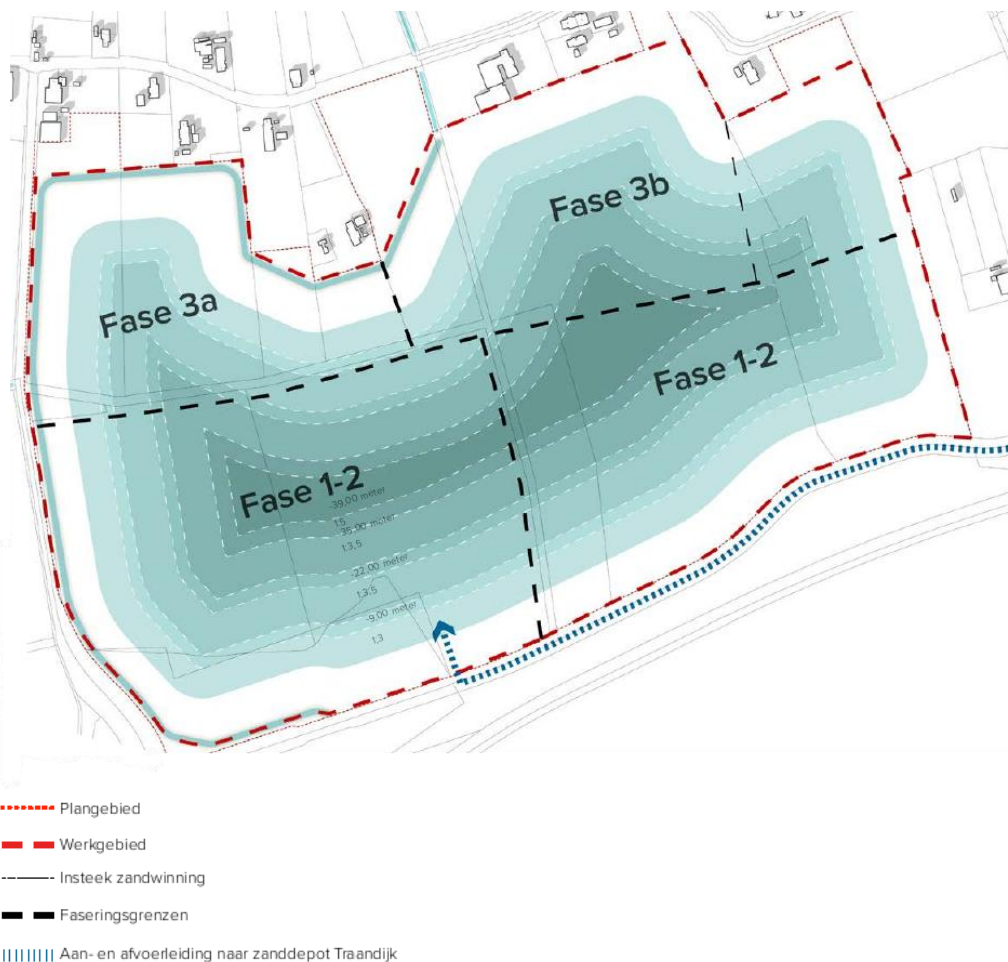 Fase 3b
Fase 3a
Fase 1-2
Fase 1-2
-39,00 meter
1:5
-35,00 meter
1:3,5
-22,00 meter
1:3,5
-9,00 meter
1:3
Plangebied
Werkgebied
Insteek zandwinning
Faseringsgrenzen
Aan- en afvoerleiding naar zanddepot Traandijk